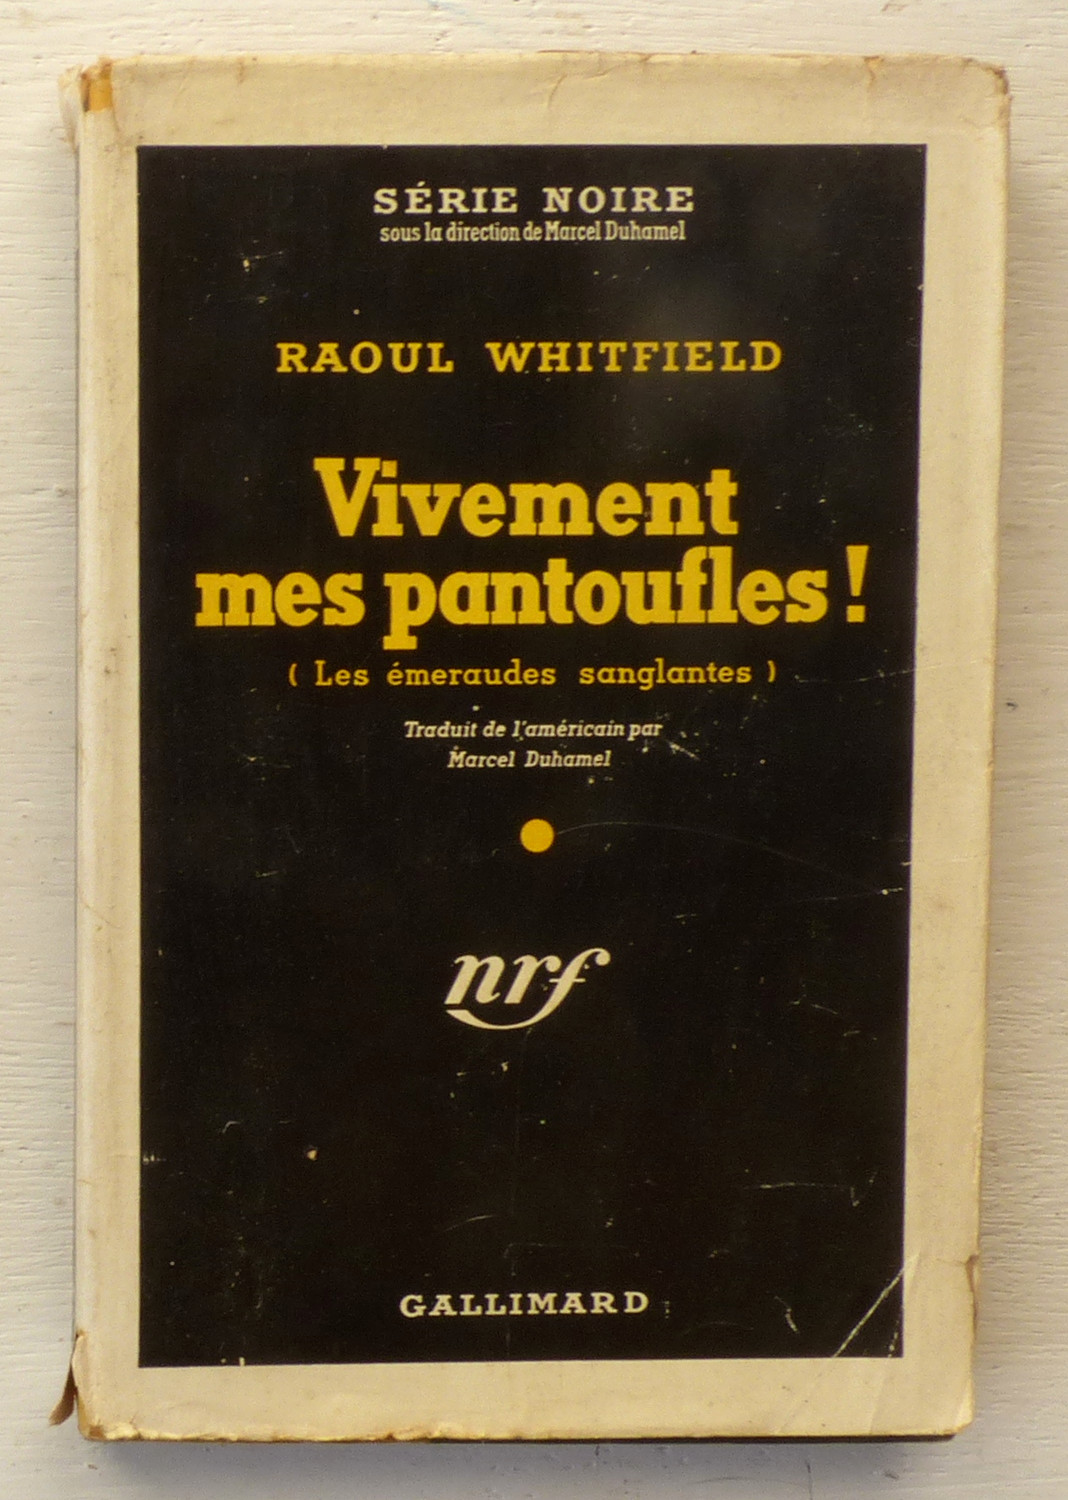 SÉRIE NOIRE
sous la direction de Marcel Duhamel
RAOUL WHITFIELD
Vivement
mes pantoufles !
( Les émeraudes sanglantes )
Traduit de l'américain par
Marcel Duhamel
nrf
GALLIMARD